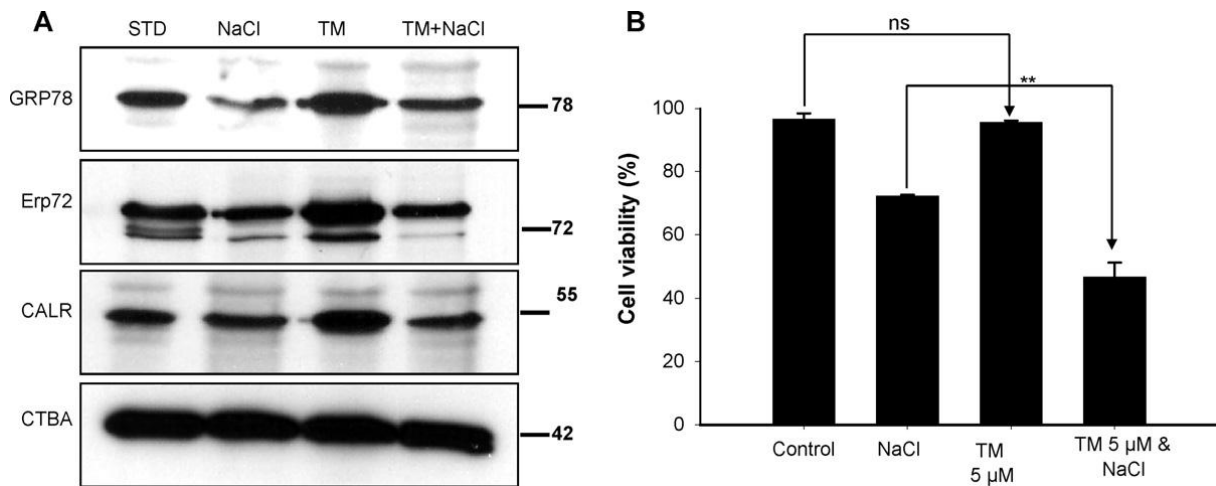 A
STD NaCl TM TM+NaCl
GRP78
78
Erp72
72
CALR
55
CTBA
42
B
ns
**
Cell viability (%)
100
80
60
40
20
0
Control
NaCl
TM
5 µM
TM 5 µM &
NaCl